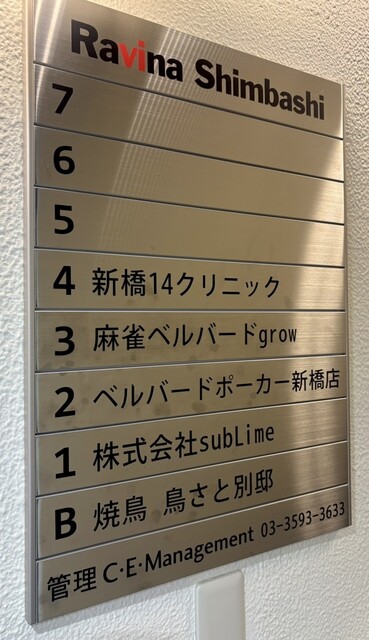 Ravina Shimbashi
7
6
5
4 新橋14クリニック
3 麻雀ベルバードgrow
2 ベルバードポーカー新橋店
1 株式会社subLime
B 焼鳥 鳥さと別邸
管理 C・E・Management 03-3593-3633